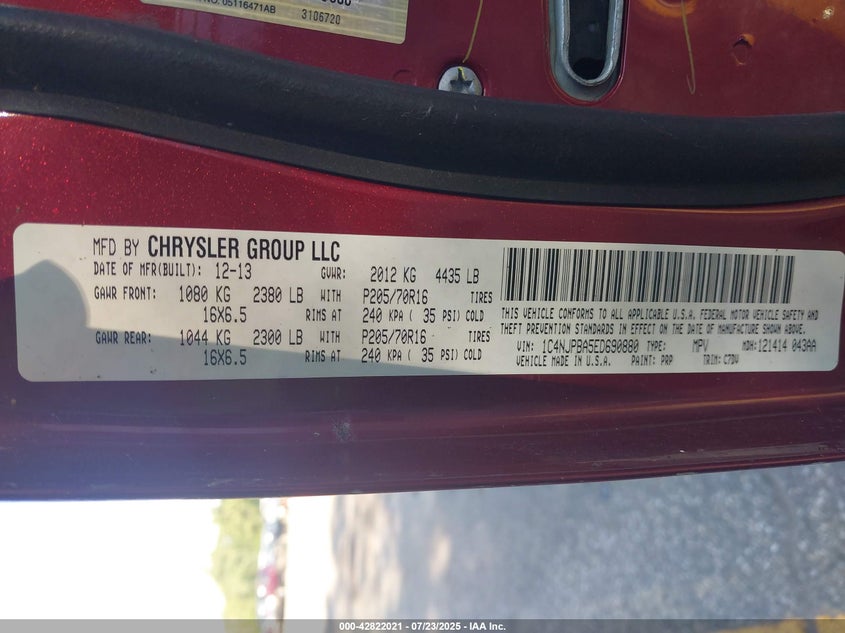 NO. 05116471AB
3106720
MFD BY CHRYSLER GROUP LLC
DATE OF MFR(BUILT): 12-13 GVWR: 2012 KG 4435 LB
GAWR FRONT: 1080 KG 2380 LB WITH P205/70R16 TIRES
16X6.5 RIMS AT 240 KPA ( 35 PSI) COLD
GAWR REAR: 1044 KG 2300 LB WITH P205/70R16 TIRES
16X6.5 RIMS AT 240 KPA ( 35 PSI) COLD
THIS VEHICLE CONFORMS TO ALL APPLICABLE U.S.A. FEDERAL MOTOR VEHICLE SAFETY AND
THEFT PREVENTION STANDARDS IN EFFECT ON THE DATE OF MANUFACTURE SHOWN ABOVE.
VIN: 1C4NJPBA5ED690880 TYPE: MPV MDH: 121414 043AA
VEHICLE MADE IN U.S.A. PAINT: PRP TRIM: C7DV
000-42822021 - 07/23/2025 - IAA Inc.